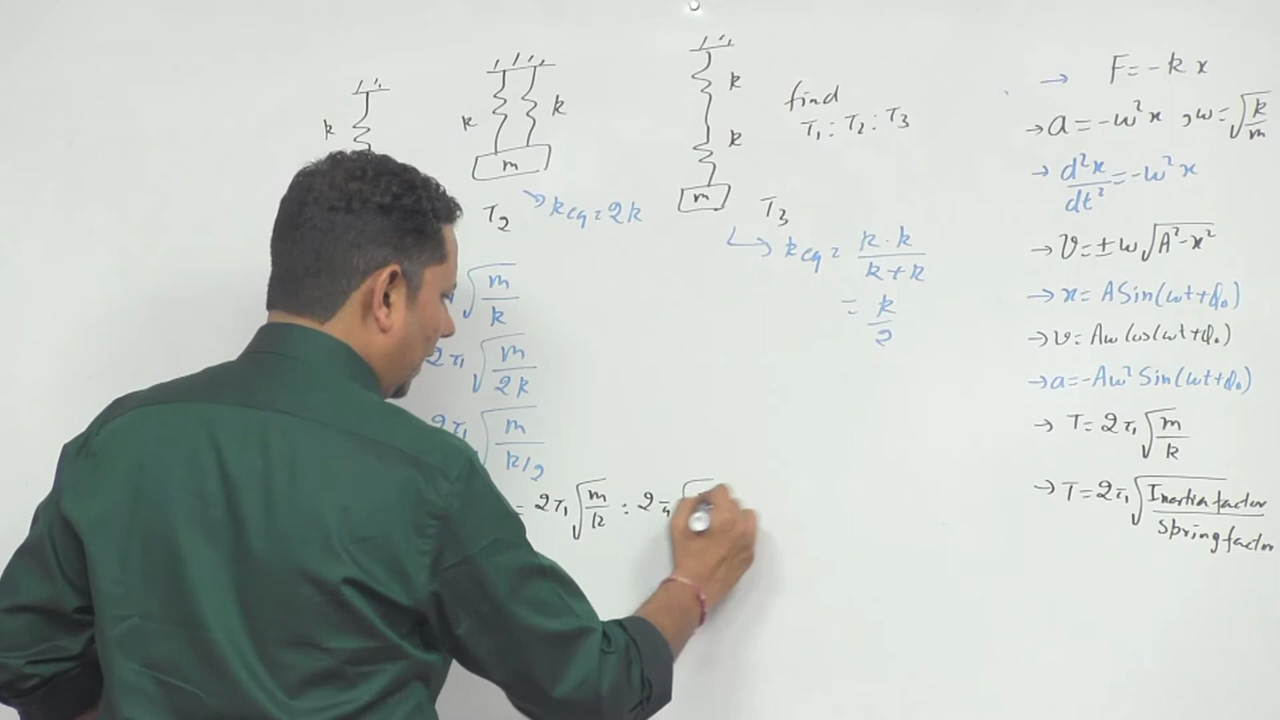 k
k
k
m
T2
→ keq = 2k
k
k
m
T3
find
T1 : T2 : T3
→ keq = k·k / k+k
= k/2
√m/k
2π √m/2k
2π √m/k/2
= 2π √m/k : 2π √
→ F = -kx
→ a = -ω²x , ω = √k/m
→ d²x/dt² = -ω²x
→ v = ±ω√A²-x²
→ x = A Sin(ωt+φ₀)
→ v = Aω Cos(ωt+φ₀)
→ a = -Aω² Sin(ωt+φ₀)
→ T = 2π √m/k
→ T = 2π √Inertia factor/Spring factor